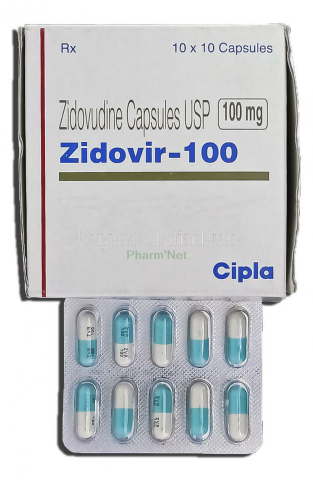 Rx 10 x 10 Capsules
Zidovudine Capsules USP 100 mg
Zidovir-100
Pharm'Net
Cipla